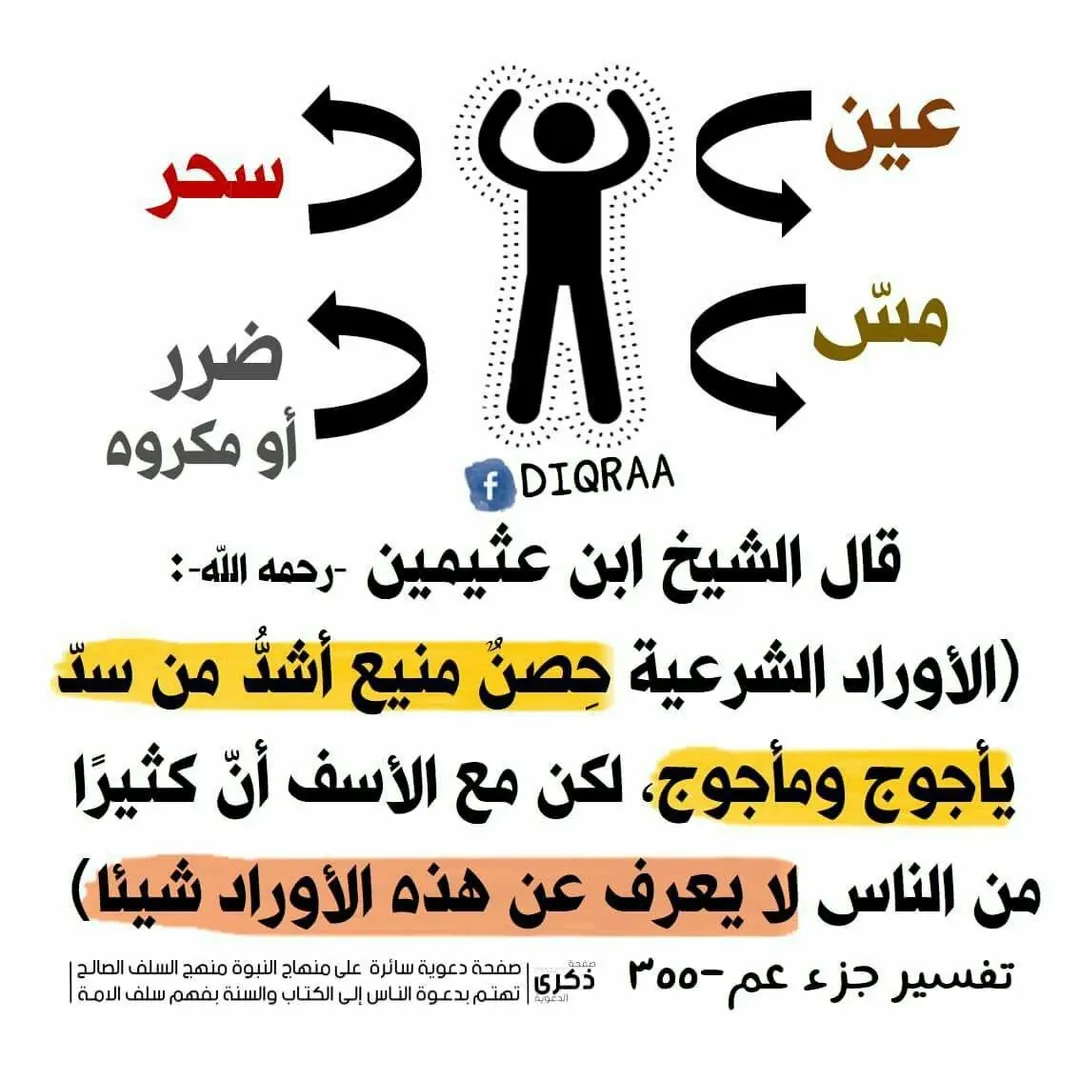 عين
سحر
مسّ
ضرر
أو مكروه
DIQRAA
قال الشيخ ابن عثيمين -رحمه الله-:
(الأوراد الشرعية حِصنٌ منيع أشدُّ من سدّ
يأجوج ومأجوج، لكن مع الأسف أنّ كثيرًا
من الناس لا يعرف عن هذه الأوراد شيئا)
تفسير جزء عم-٣٥٥
صفحة
ذكرى
الدعوية
صفحة دعوية سائرة على منهاج النبوة منهج السلف الصالح
تهتم بدعوة الناس إلى الكتاب والسنة بفهم سلف الامة